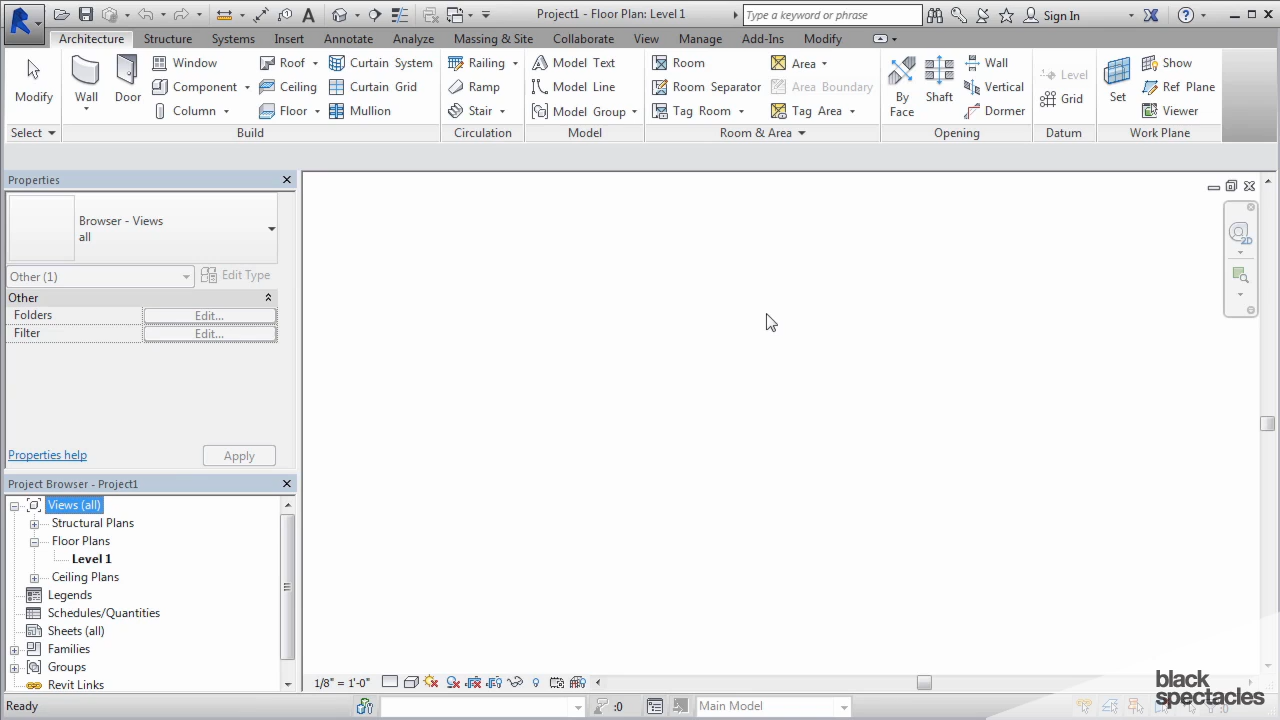 Project1 - Floor Plan: Level 1
Type a keyword or phrase
Sign In
Architecture Structure Systems Insert Annotate Analyze Massing & Site Collaborate View Manage Add-Ins Modify
Modify
Select
Wall
Door
Window
Component
Column
Roof
Ceiling
Floor
Curtain System
Curtain Grid
Mullion
Build
Railing
Ramp
Stair
Circulation
Model Text
Model Line
Model Group
Model
Room
Room Separator
Tag Room
Area
Area Boundary
Tag Area
Room & Area
By
Face
Shaft
Wall
Vertical
Dormer
Opening
Level
Grid
Datum
Set
Show
Ref Plane
Viewer
Work Plane
Properties
Browser - Views
all
Other (1)
Edit Type
Other
Folders Edit...
Filter Edit...
Properties help
Apply
Project Browser - Project1
Views (all)
Structural Plans
Floor Plans
Level 1
Ceiling Plans
Legends
Schedules/Quantities
Sheets (all)
Families
Groups
Revit Links
2D
1/8" = 1'-0"
Ready
:0
Main Model
:0
black
spectacles